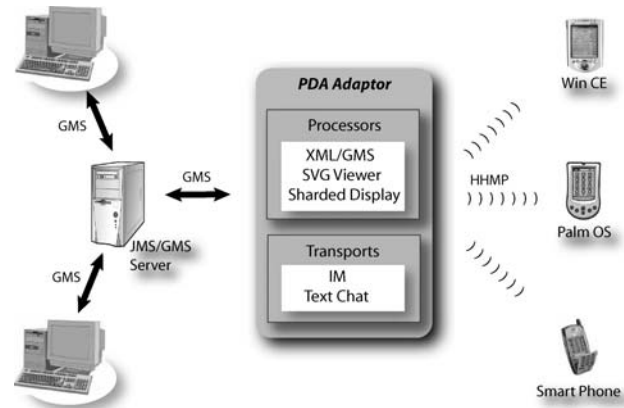 PDA Adaptor
Processors
XML/GMS
SVG Viewer
Sharded Display
Transports
IM
Text Chat
GMS
GMS
GMS
JMS/GMS
Server
HHMP
Win CE
Palm OS
Smart Phone